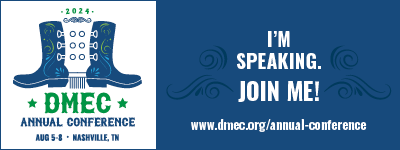 · 2024 ·
DMEC
ANNUAL CONFERENCE
AUG 5-8 • NASHVILLE, TN
I'M
SPEAKING.
JOIN ME!
www.dmec.org/annual-conference